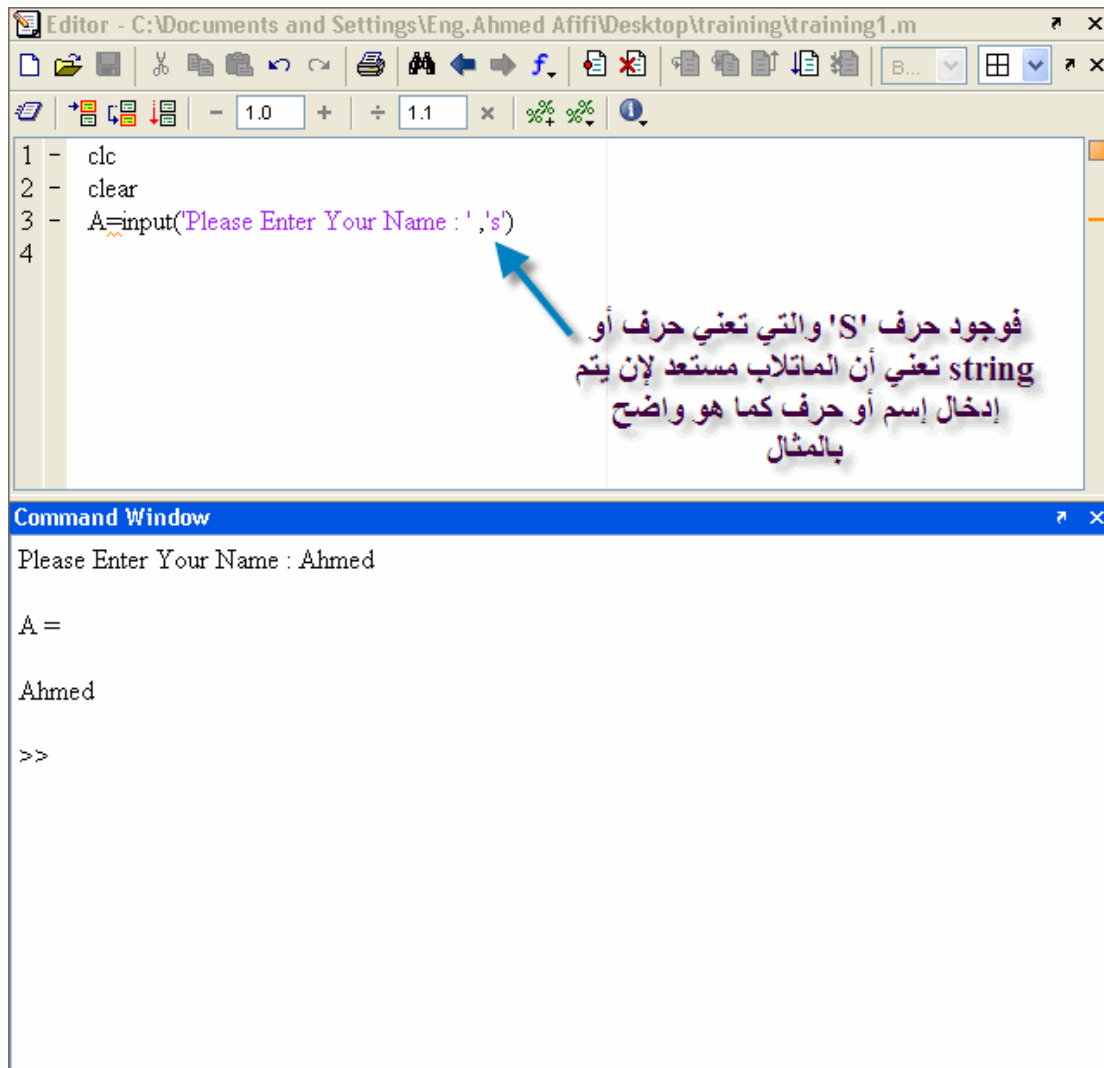 Editor - C:\Documents and Settings\Eng.Ahmed Afifi\Desktop\training\training1.m
B...
1.0
1.1
1 - clc
2 - clear
3 - A=input('Please Enter Your Name : ' ,'s')
4
فوجود حرف 'S' والتي تعني حرف أو
string تعني أن الماتلاب مستعد لإن يتم
إدخال إسم أو حرف كما هو واضح
بالمثال
Command Window
Please Enter Your Name : Ahmed
A =
Ahmed
>>